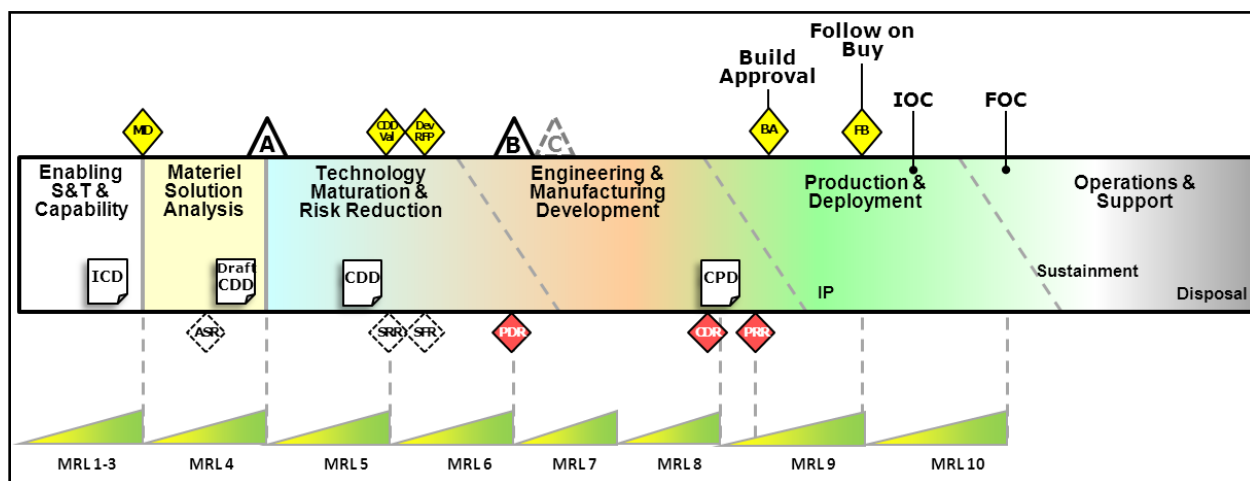 Follow on
Buy
Build
Approval
IOC
FOC
MD
A
CDD
Val
Dev
RFP
B
C
BA
FB
Enabling
S&T &
Capability
Materiel
Solution
Analysis
Technology
Maturation &
Risk Reduction
Engineering &
Manufacturing
Development
Production &
Deployment
Operations &
Support
ICD
Draft
CDD
CDD
CPD
IP
Sustainment
Disposal
ASR
SRR
SFR
PDR
CDR
PRR
MRL 1-3
MRL 4
MRL 5
MRL 6
MRL 7
MRL 8
MRL 9
MRL 10